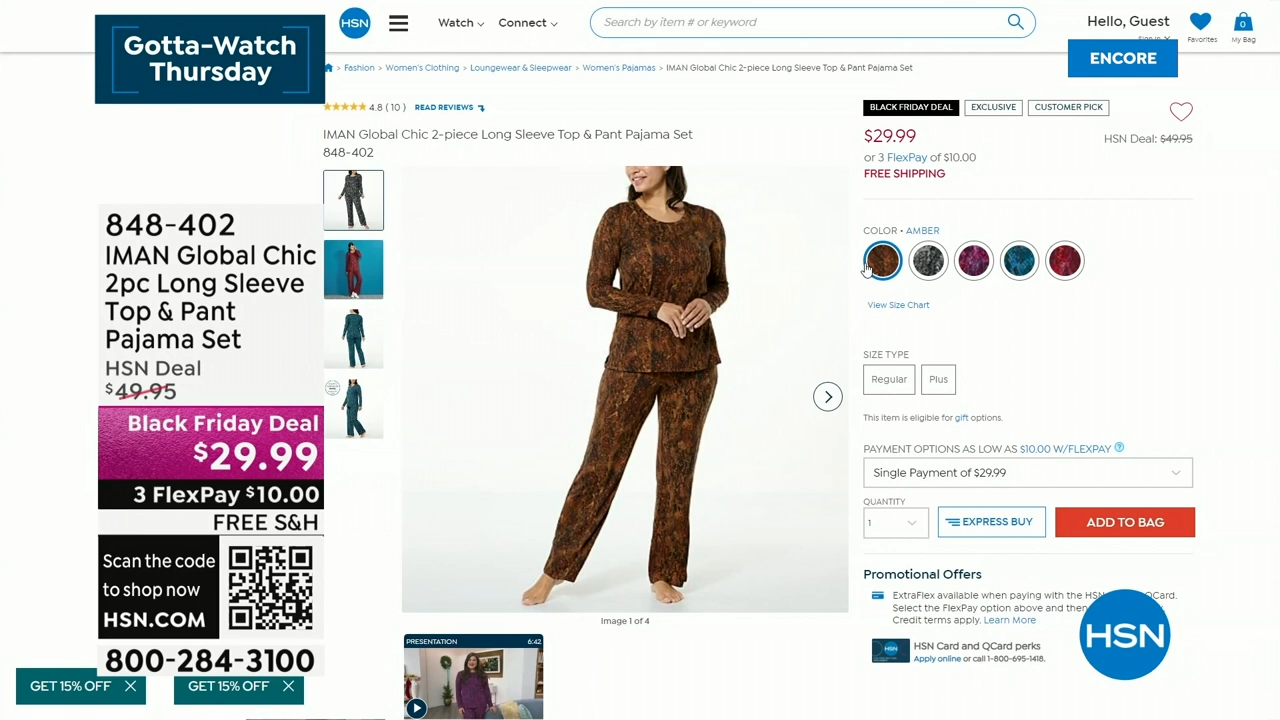 Gotta-Watch
Thursday
HSN
Watch
Connect
Search by item # or keyword
Hello, Guest
Sign In
Favorites
0
My Bag
ENCORE
> Fashion > Women's Clothing > Loungewear & Sleepwear > Women's Pajamas > IMAN Global Chic 2-piece Long Sleeve Top & Pant Pajama Set
4.8 ( 10 ) READ REVIEWS
IMAN Global Chic 2-piece Long Sleeve Top & Pant Pajama Set
848-402
BLACK FRIDAY DEAL
EXCLUSIVE
CUSTOMER PICK
$29.99
HSN Deal: $49.95
or 3 FlexPay of $10.00
FREE SHIPPING
COLOR • AMBER
View Size Chart
SIZE TYPE
Regular
Plus
This item is eligible for gift options.
PAYMENT OPTIONS AS LOW AS $10.00 W/FLEXPAY ?
Single Payment of $29.99
QUANTITY
1
EXPRESS BUY
ADD TO BAG
Promotional Offers
ExtraFlex available when paying with the HSN QCard.
Select the FlexPay option above and then
Credit terms apply. Learn More
HSN Card and QCard perks
Apply online or call 1-800-695-1418.
HSN
848-402
IMAN Global Chic
2pc Long Sleeve
Top & Pant
Pajama Set
HSN Deal
$49.95
Black Friday Deal
$29.99
3 FlexPay $10.00
FREE S&H
Scan the code
to shop now
HSN.COM
800-284-3100
GET 15% OFF
GET 15% OFF
Image 1 of 4
PRESENTATION 6:42